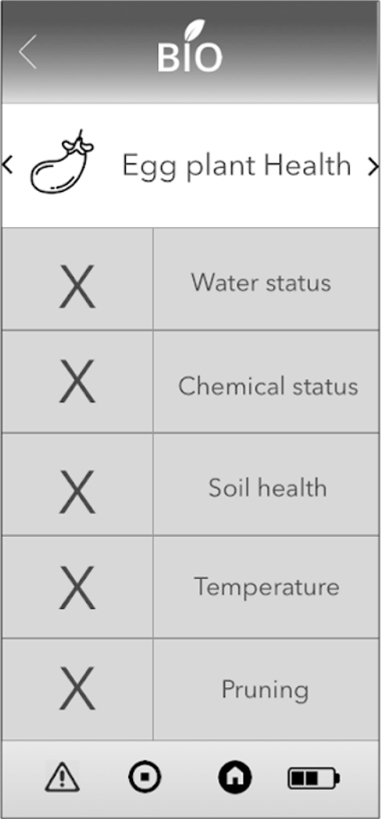 BIO
Egg plant Health
X Water status
X Chemical status
X Soil health
X Temperature
X Pruning